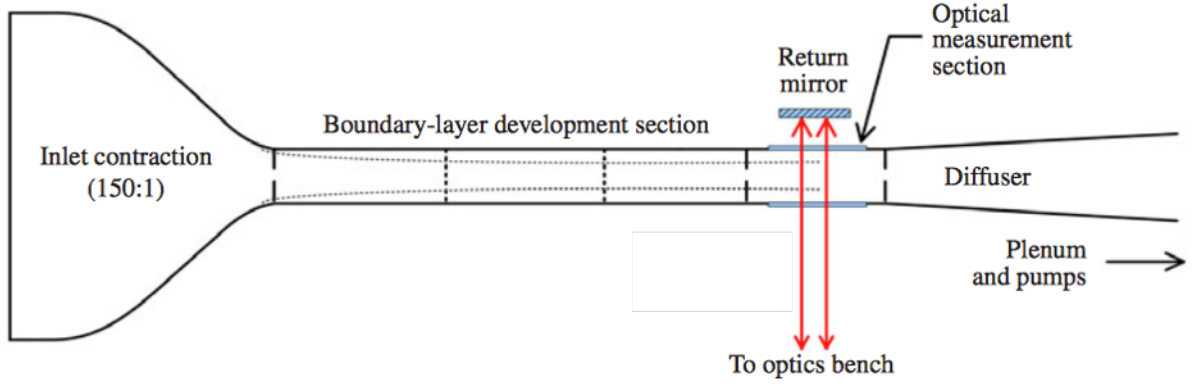 Optical
measurement
section
Return
mirror
Boundary-layer development section
Inlet contraction
(150:1)
Diffuser
Plenum
and pumps
To optics bench